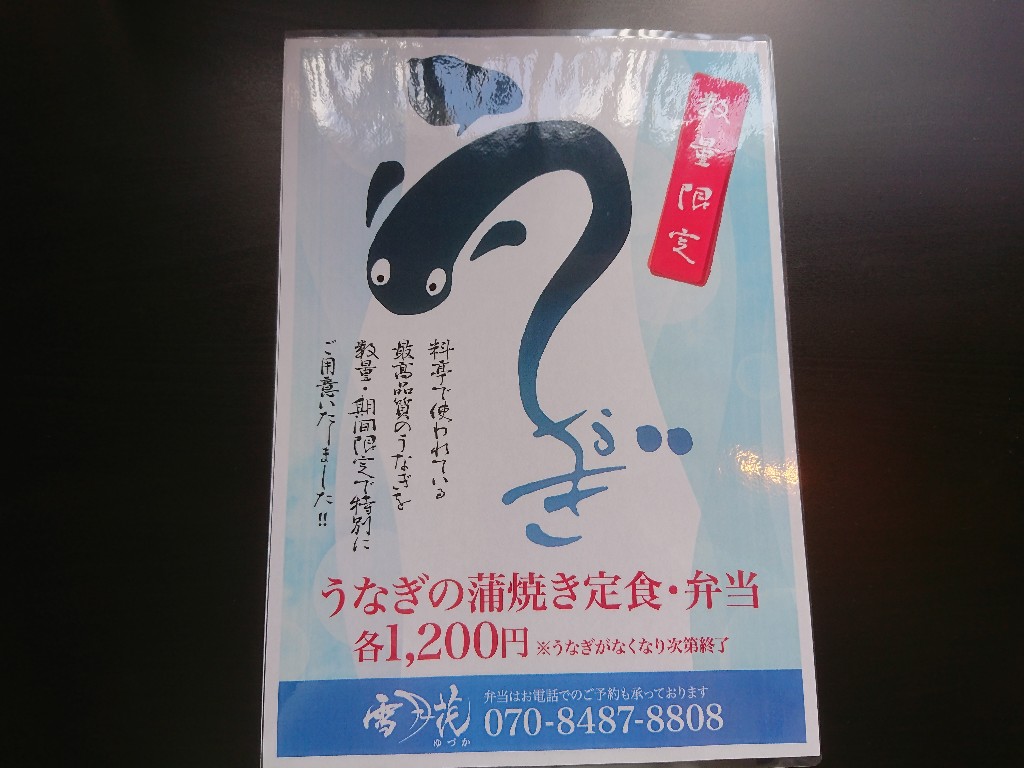 うなぎ
数量限定
料亭で使われている
最高品質のうなぎを
数量・期間限定で特別に
ご用意いたしました!!
うなぎの蒲焼き定食・弁当
各1,200円 ※うなぎがなくなり次第終了
雪月花
ゆづか
弁当はお電話でのご予約も承っております
070-8487-8808